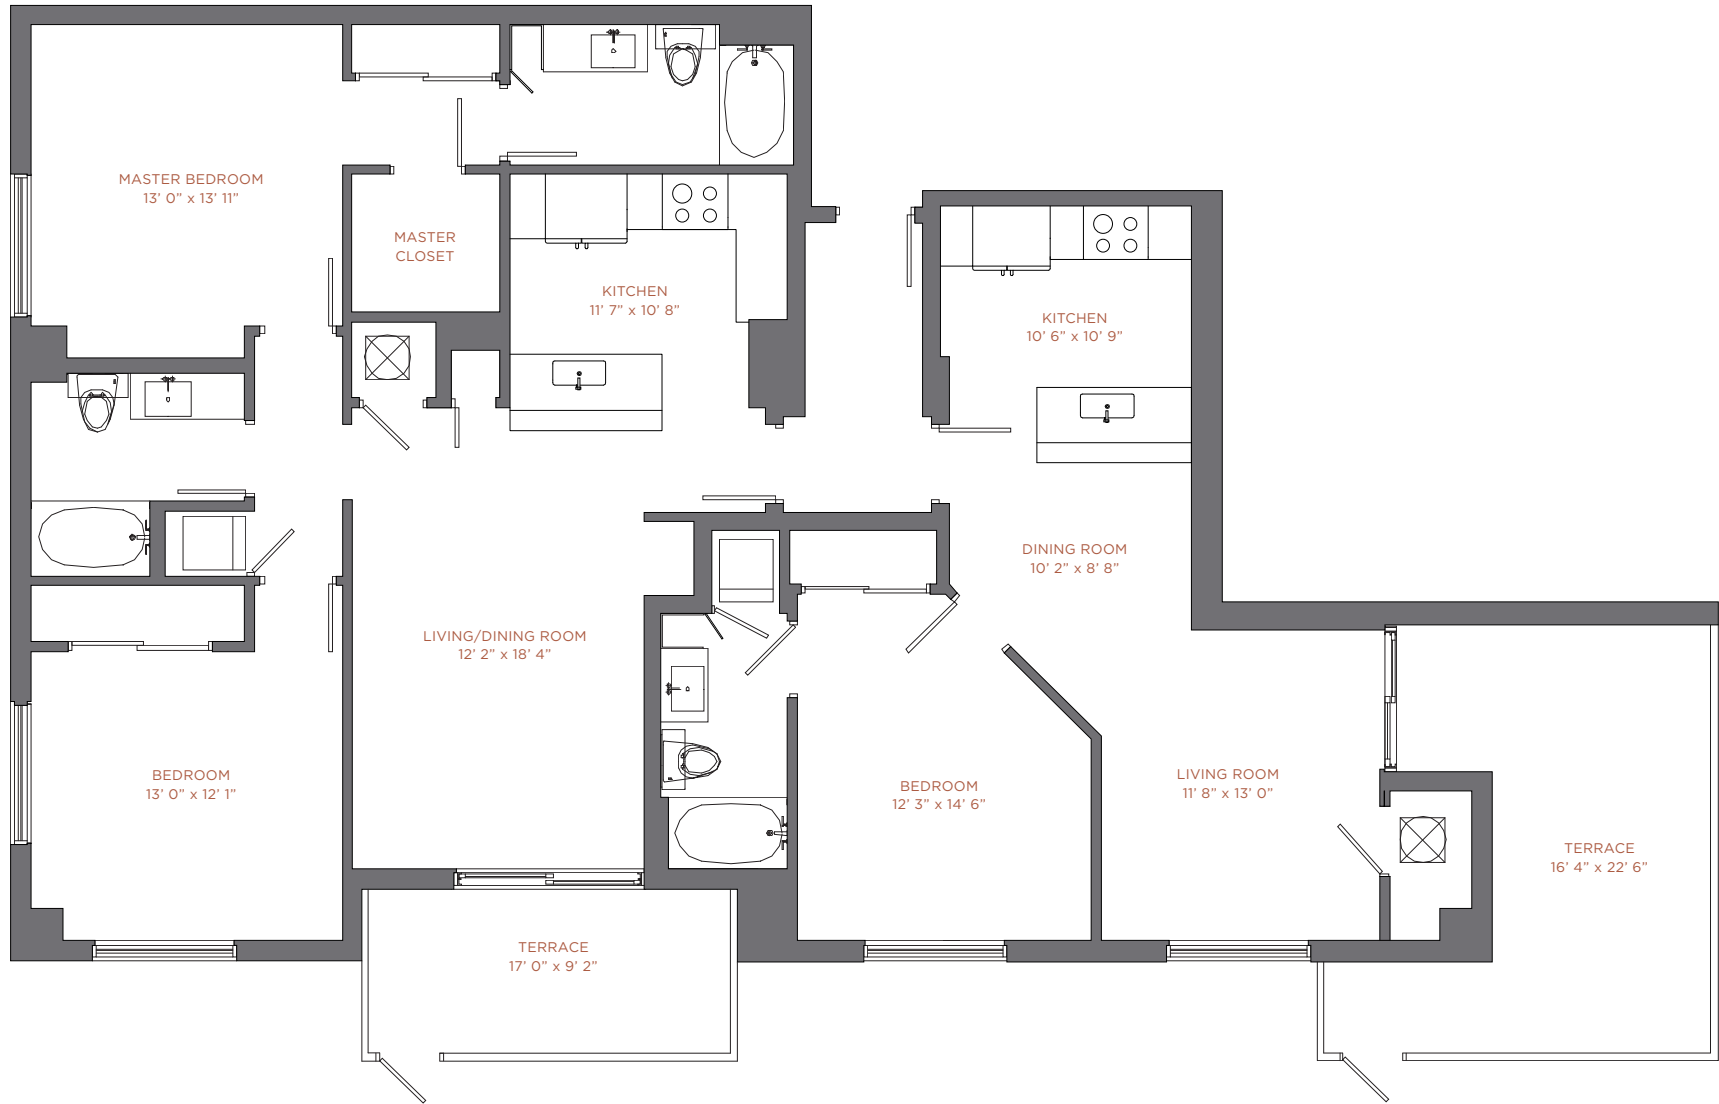 MASTER BEDROOM
13’ 0” x 13’ 11”
MASTER
CLOSET
KITCHEN
11’ 7” x 10’ 8”
KITCHEN
10’ 6” x 10’ 9”
DINING ROOM
10’ 2” x 8’ 8”
LIVING/DINING ROOM
12’ 2” x 18’ 4”
BEDROOM
13’ 0” x 12’ 1”
BEDROOM
12’ 3” x 14’ 6”
LIVING ROOM
11’ 8” x 13’ 0”
TERRACE
16’ 4” x 22’ 6”
TERRACE
17’ 0” x 9’ 2”